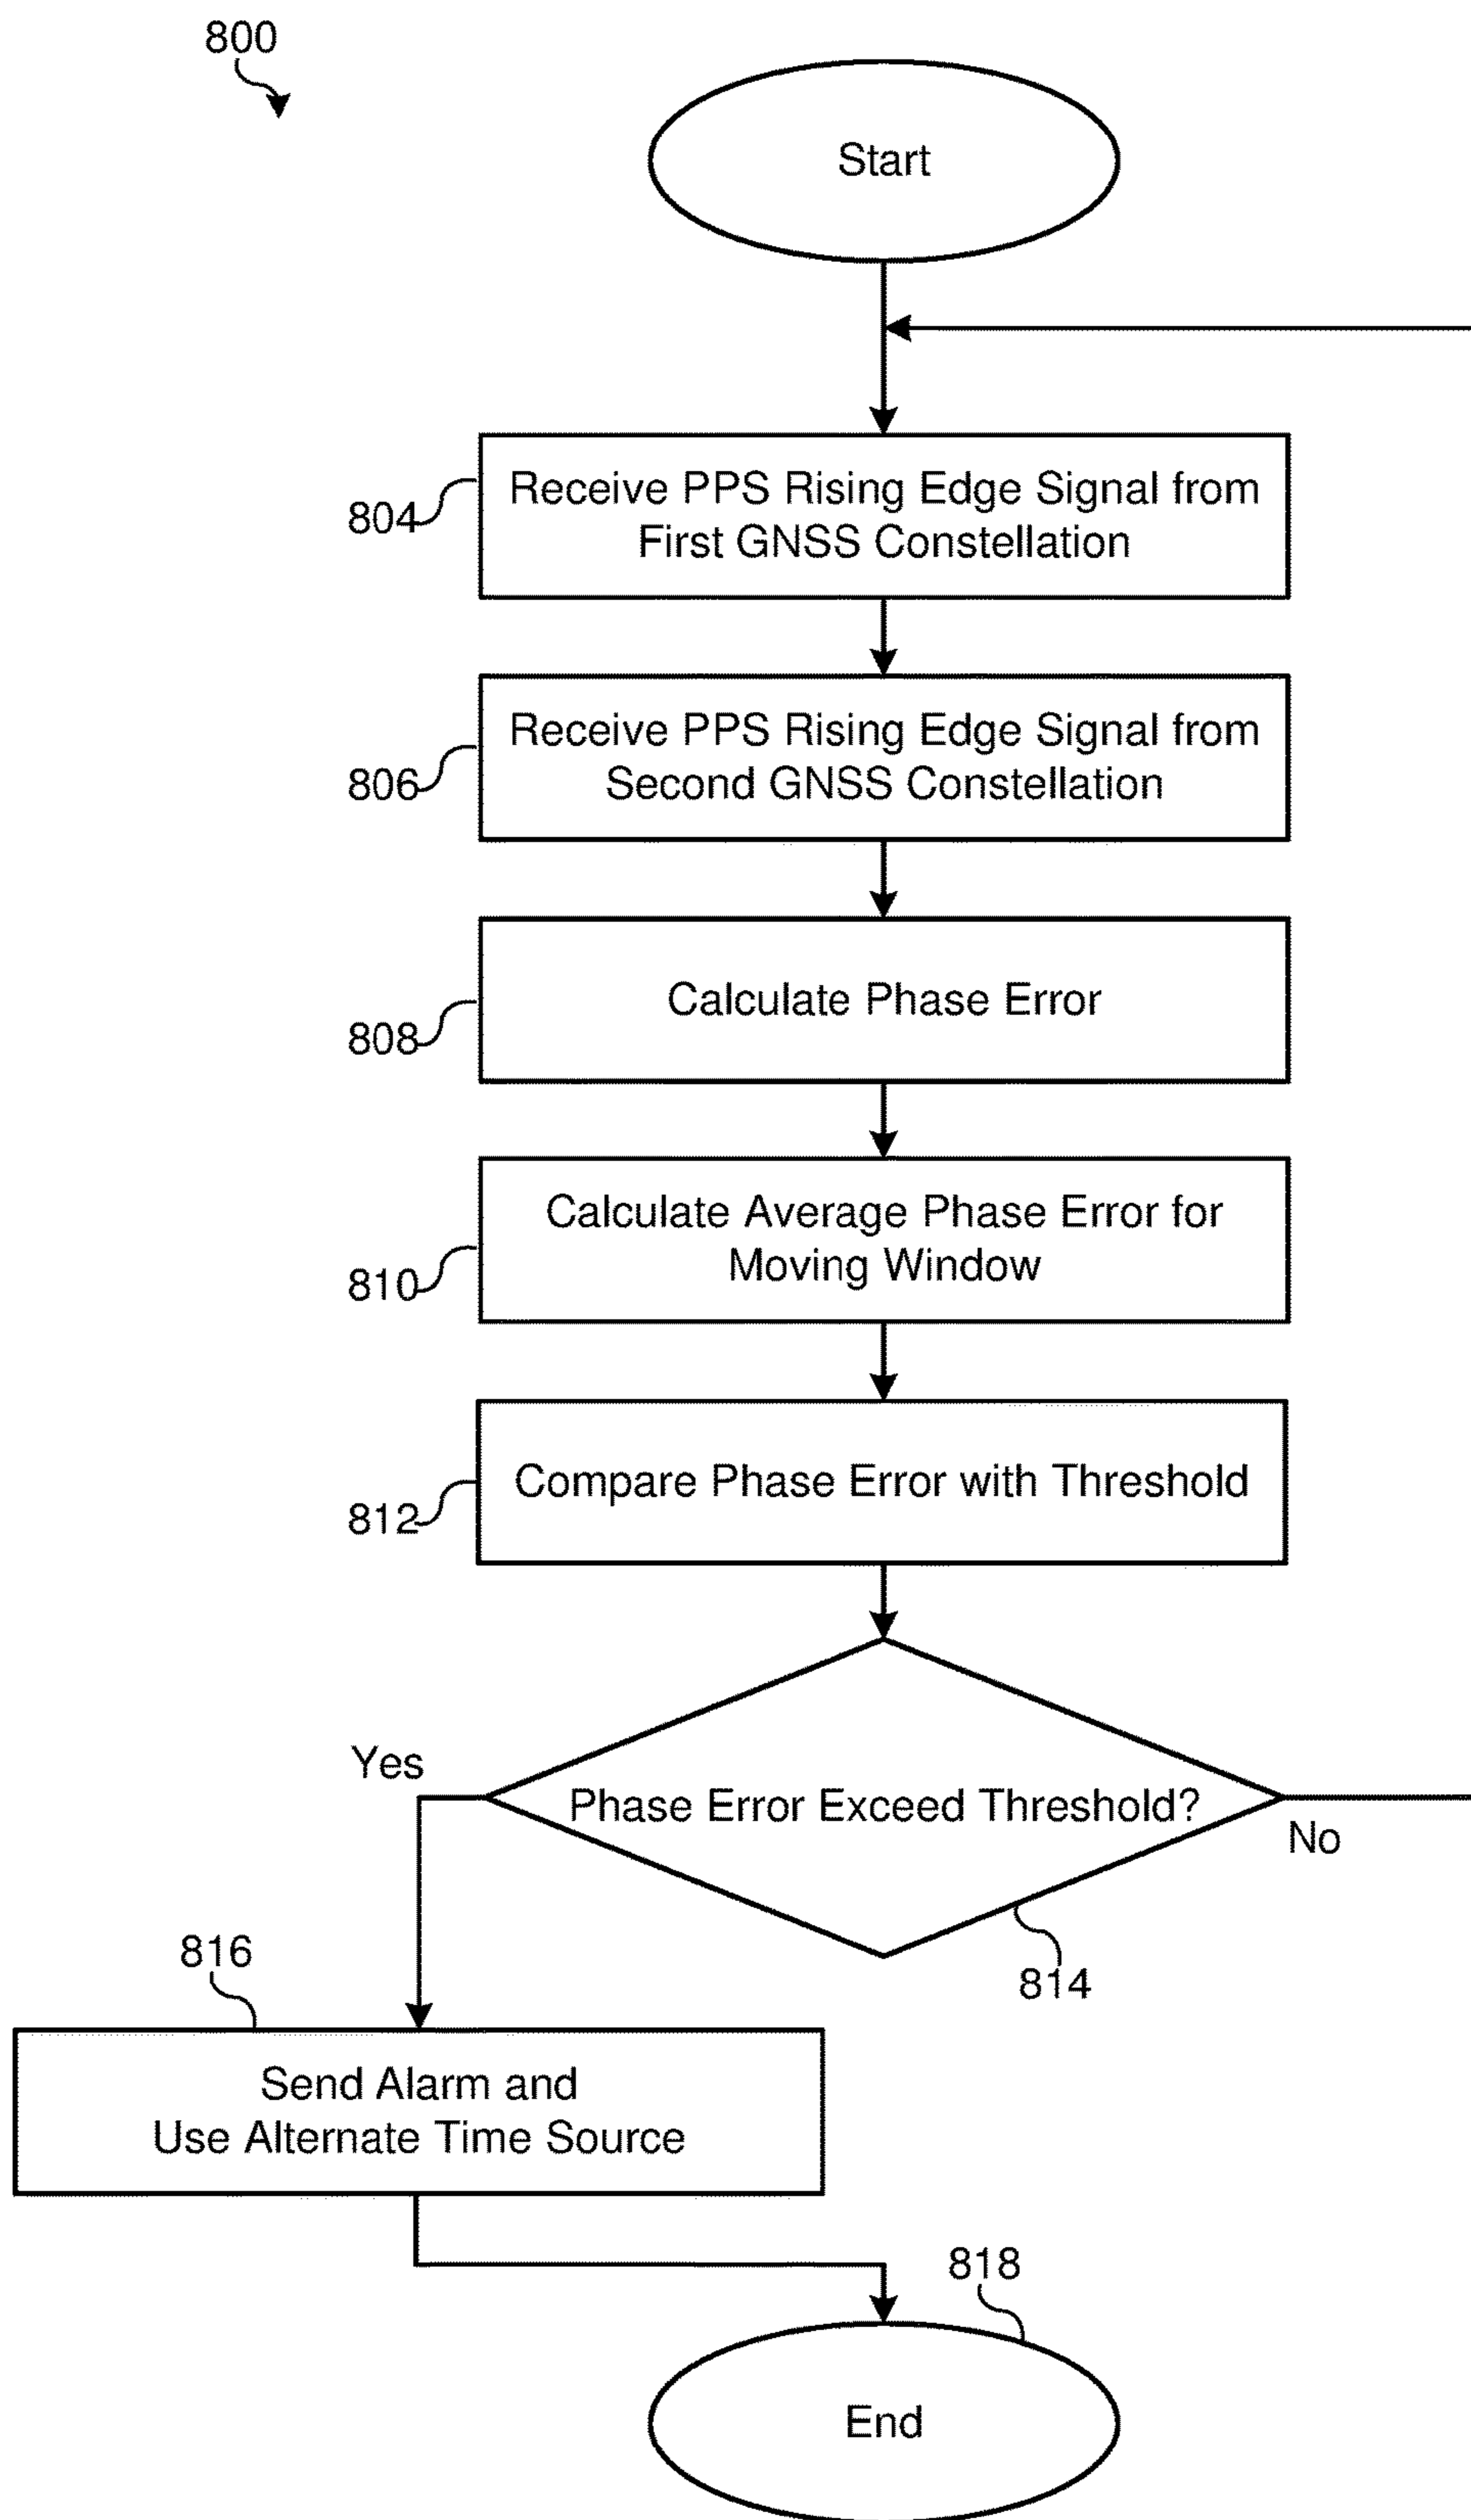 800
Start
804
Receive PPS Rising Edge Signal from
First GNSS Constellation
806
Receive PPS Rising Edge Signal from
Second GNSS Constellation
808
Calculate Phase Error
810
Calculate Average Phase Error for
Moving Window
812
Compare Phase Error with Threshold
Yes
Phase Error Exceed Threshold?
No
814
816
Send Alarm and
Use Alternate Time Source
818
End